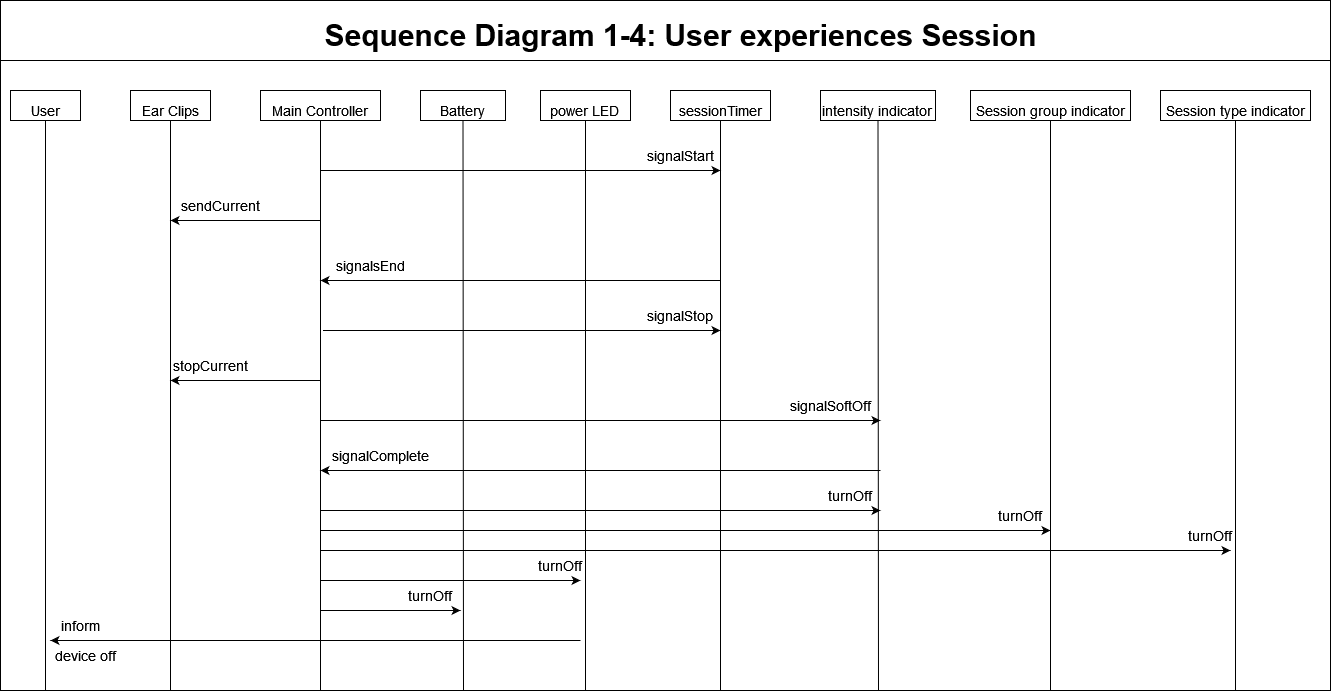 Sequence Diagram 1-4: User experiences Session
User
Ear Clips
Main Controller
Battery
power LED
sessionTimer
intensity indicator
Session group indicator
Session type indicator
signalStart
sendCurrent
signalsEnd
signalStop
stopCurrent
signalSoftOff
signalComplete
turnOff
turnOff
turnOff
turnOff
turnOff
inform
device off